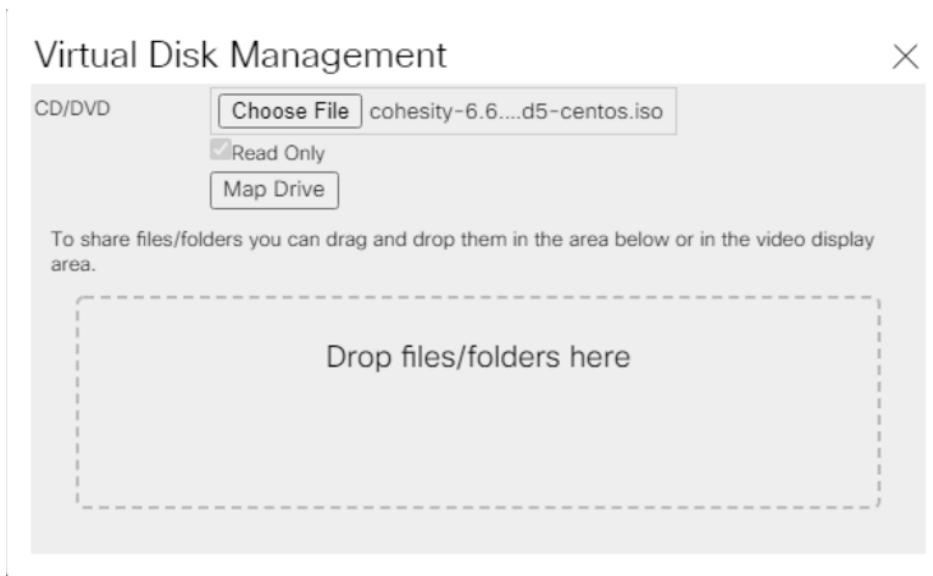 Virtual Disk Management
CD/DVD
Choose File cohesity-6.6....d5-centos.iso
Read Only
Map Drive
To share files/folders you can drag and drop them in the area below or in the video display
area.
Drop files/folders here